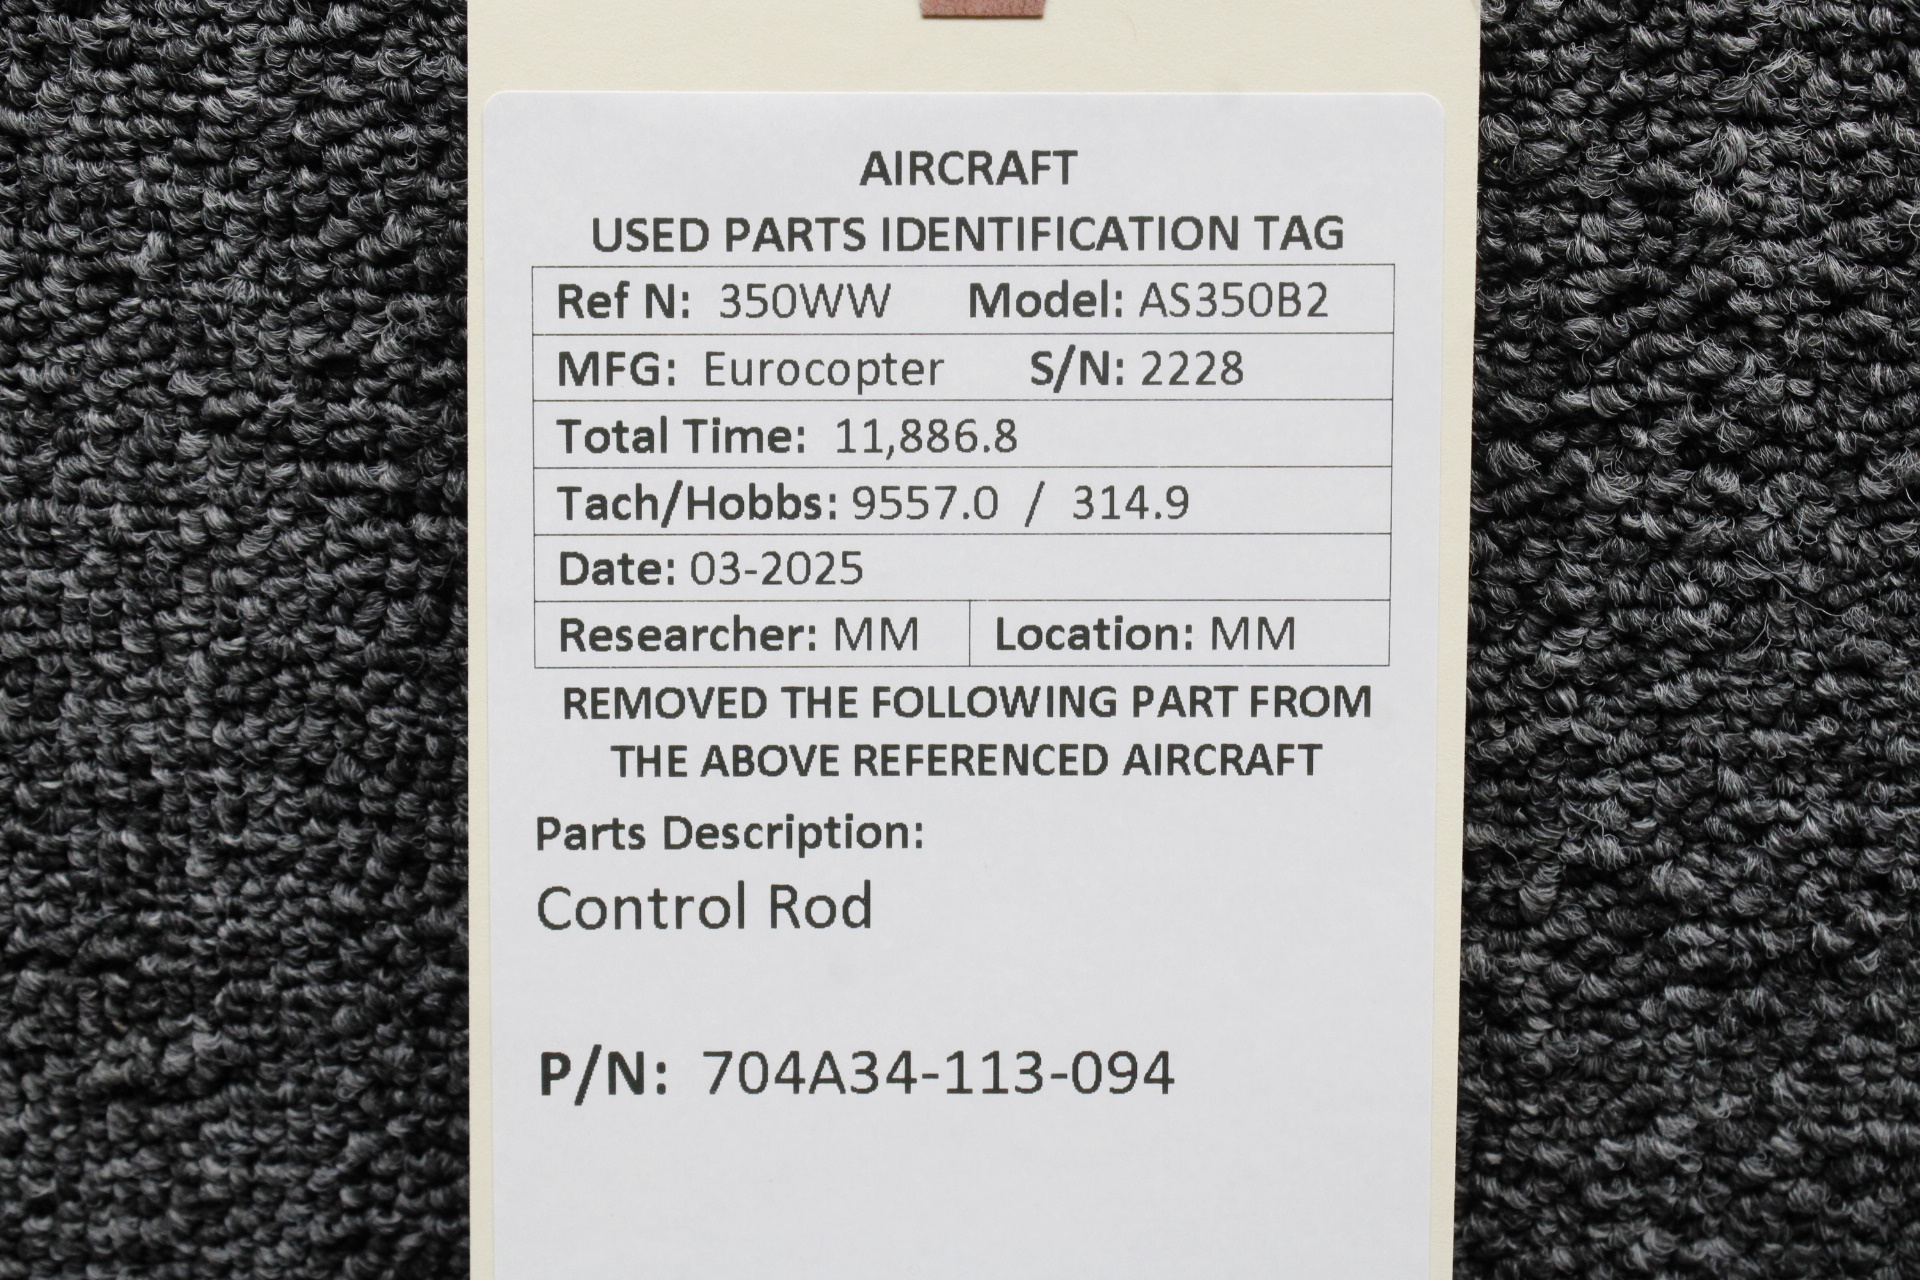 AIRCRAFT
USED PARTS IDENTIFICATION TAG
Ref N: 350WW Model: AS350B2
MFG: Eurocopter S/N: 2228
Total Time: 11,886.8
Tach/Hobbs: 9557.0 / 314.9
Date: 03-2025
Researcher: MM Location: MM
REMOVED THE FOLLOWING PART FROM
THE ABOVE REFERENCED AIRCRAFT
Parts Description:
Control Rod
P/N: 704A34-113-094